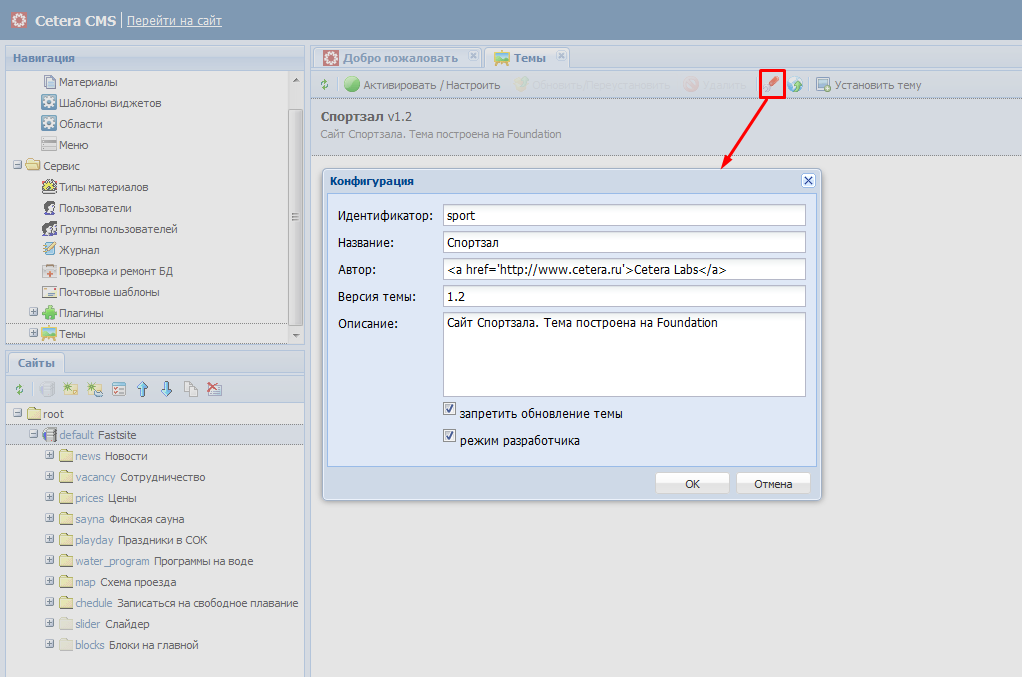 Cetera CMS Перейти на сайт
Навигация
Материалы
Шаблоны виджетов
Области
Меню
Сервис
Типы материалов
Пользователи
Группы пользователей
Журнал
Проверка и ремонт БД
Почтовые шаблоны
Плагины
Темы
Сайты
root
default Fastsite
news Новости
vacancy Сотрудничество
prices Цены
sayna Финская сауна
playday Праздники в СОК
water_program Программы на воде
map Схема проезда
chedule Записаться на свободное плавание
slider Слайдер
blocks Блоки на главной
Добро пожаловать Темы
Активировать / Настроить Обновить/Переустановить Удалить Установить тему
Спортзал v1.2
Сайт Спортзала. Тема построена на Foundation
Конфигурация
Идентификатор: sport
Название: Спортзал
Автор: <a href='http://www.cetera.ru'>Cetera Labs</a>
Версия темы: 1.2
Описание: Сайт Спортзала. Тема построена на Foundation
запретить обновление темы
режим разработчика
OK Отмена